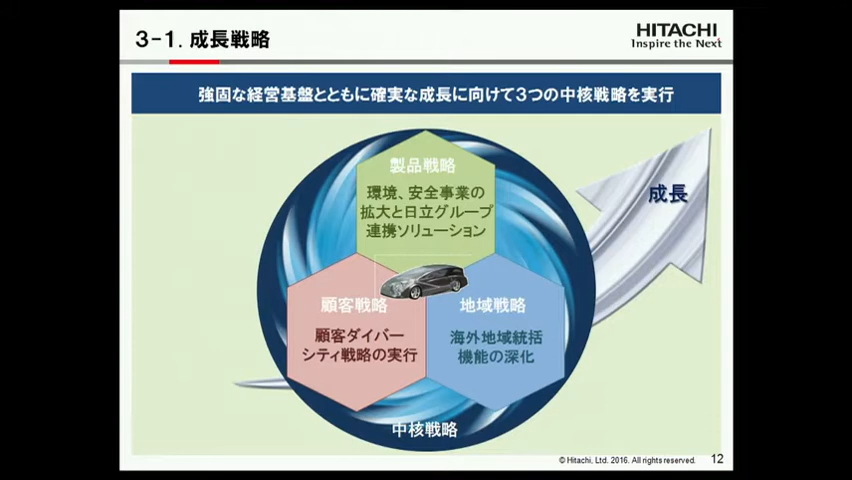 3-1. 成長戦略
HITACHI
Inspire the Next
強固な経営基盤とともに確実な成長に向けて3つの中核戦略を実行
製品戦略
環境、安全事業の
拡大と日立グループ
連携ソリューション
成長
顧客戦略
顧客ダイバー
シティ戦略の実行
地域戦略
海外地域統括
機能の深化
中核戦略
© Hitachi, Ltd. 2016. All rights reserved.
12